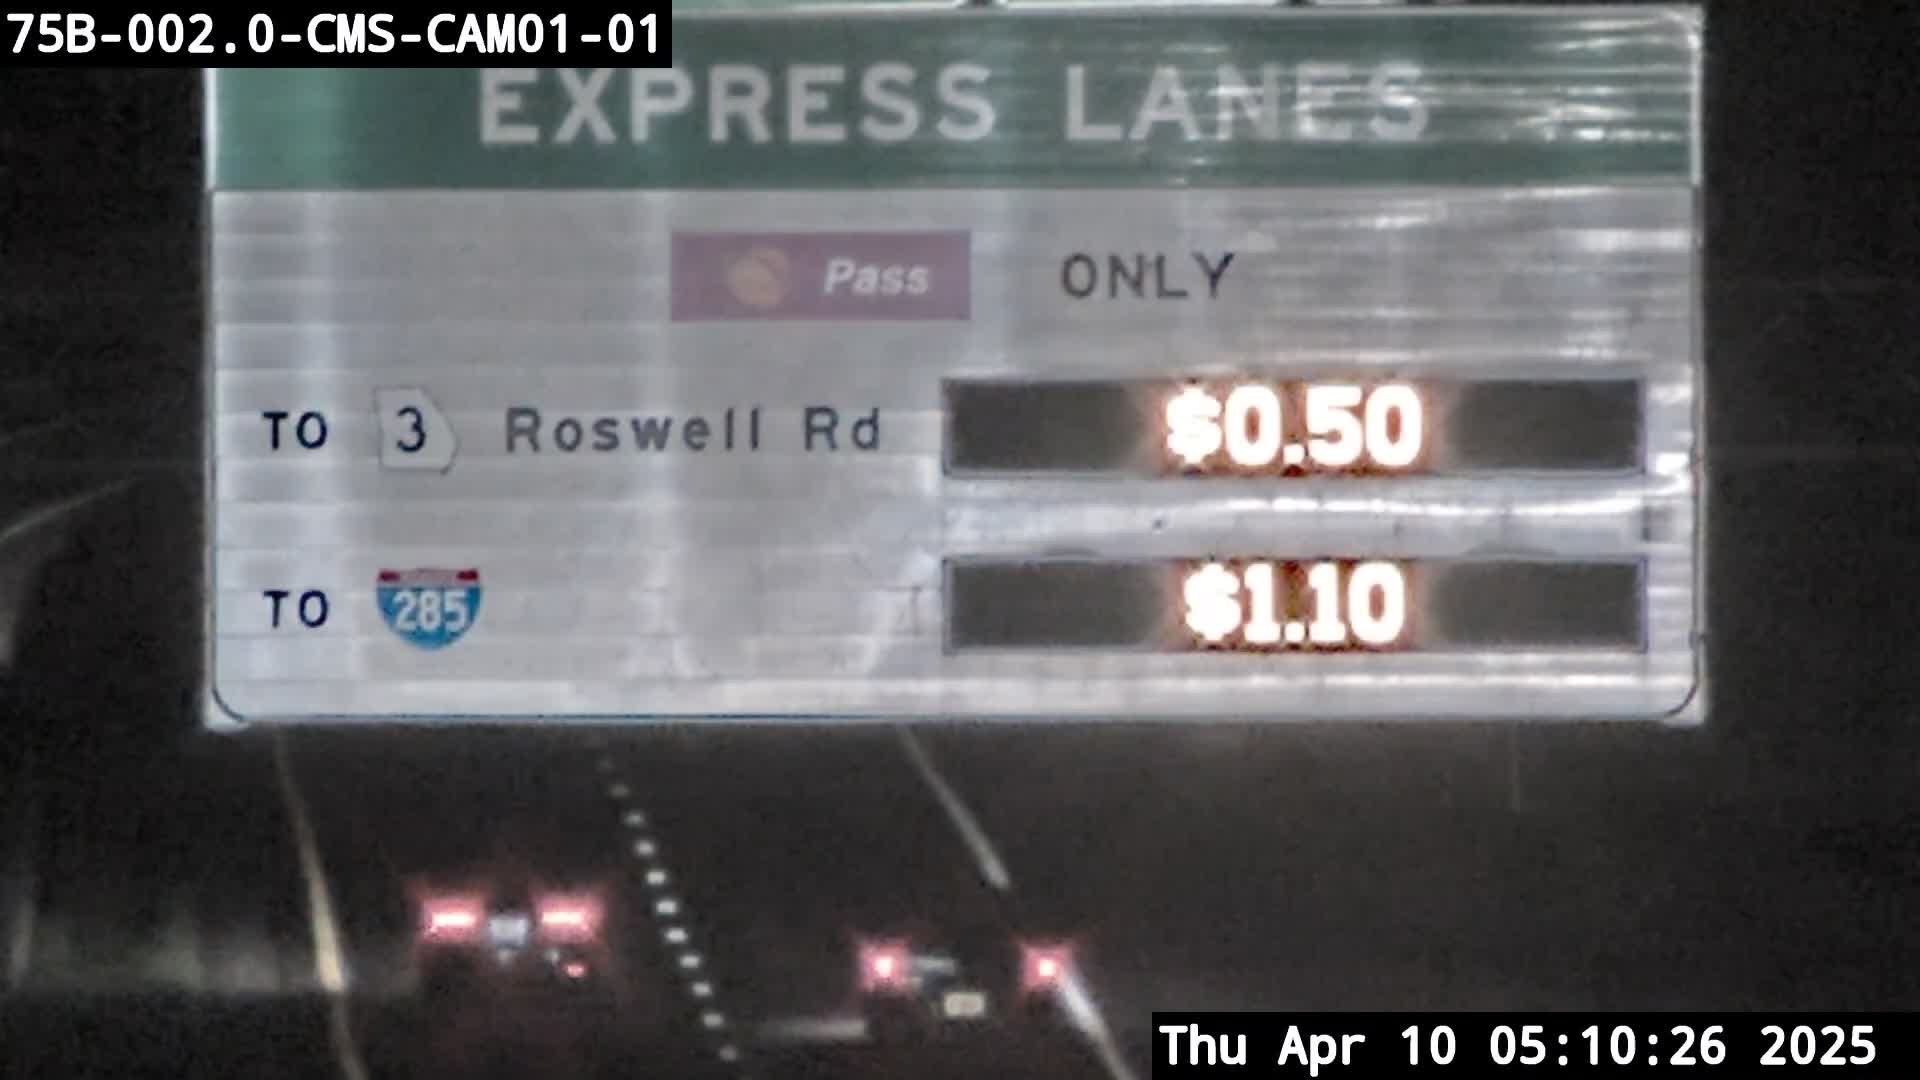 75B-002.0-CMS-CAM01-01
EXPRESS LANES
Pass ONLY
TO 3 Roswell Rd $0.50
TO 285 $1.10
Thu Apr 10 05:10:26 2025